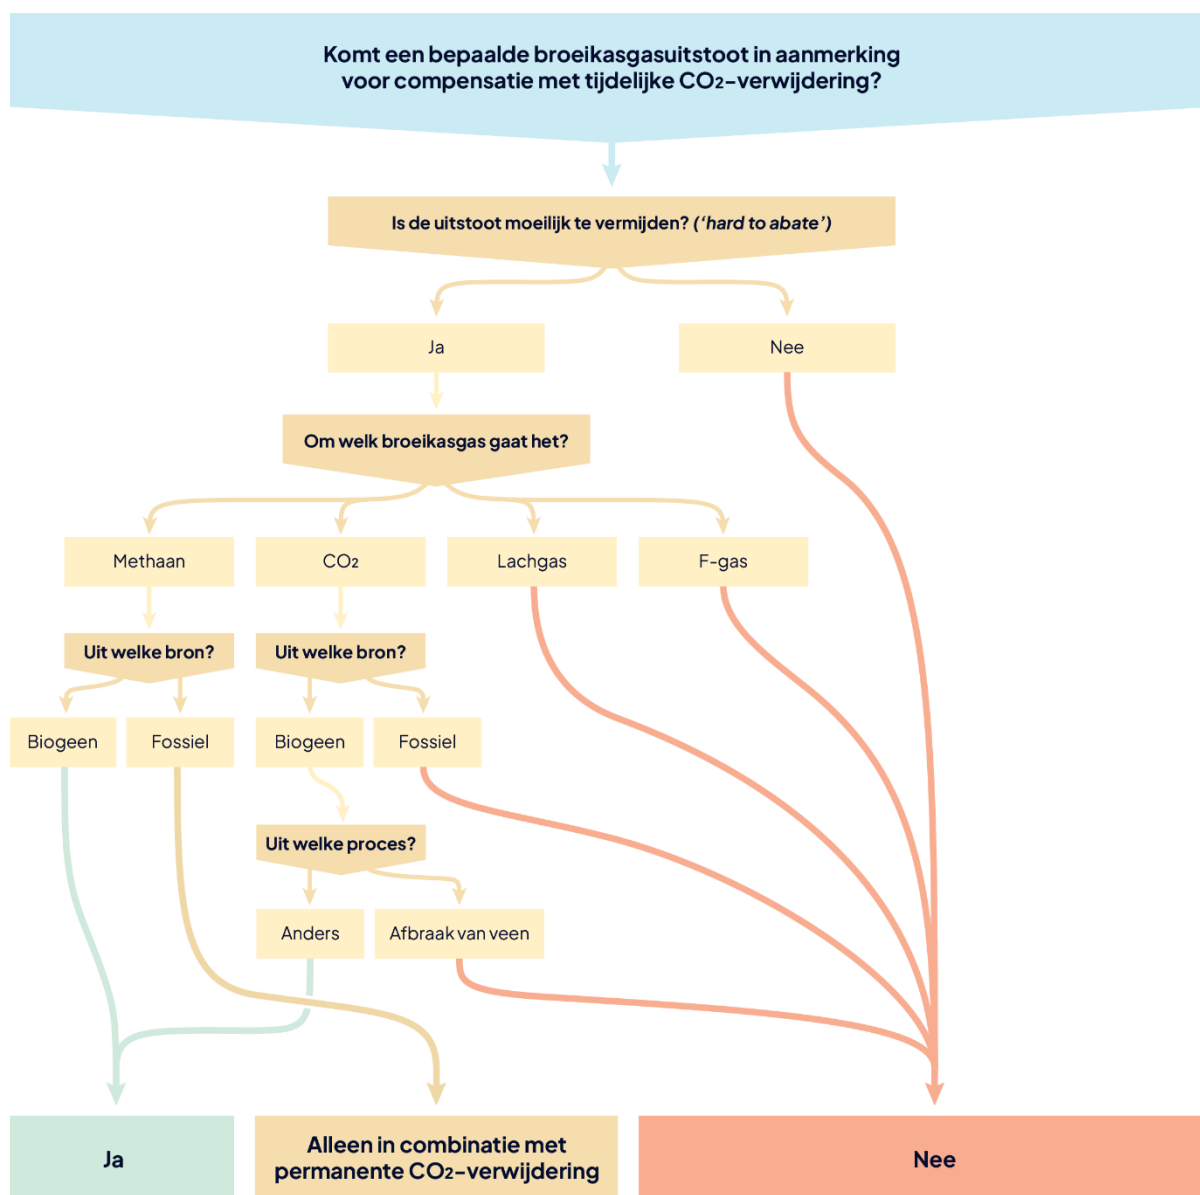 Komt een bepaalde broeikasgasuitstoot in aanmerking
voor compensatie met tijdelijke CO₂-verwijdering?
Is de uitstoot moeilijk te vermijden? (‘hard to abate’)
Ja
Nee
Om welk broeikasgas gaat het?
Methaan
CO₂
Lachgas
F-gas
Uit welke bron?
Uit welke bron?
Biogeen
Fossiel
Biogeen
Fossiel
Uit welke proces?
Anders
Afbraak van veen
Ja
Alleen in combinatie met
permanente CO₂-verwijdering
Nee